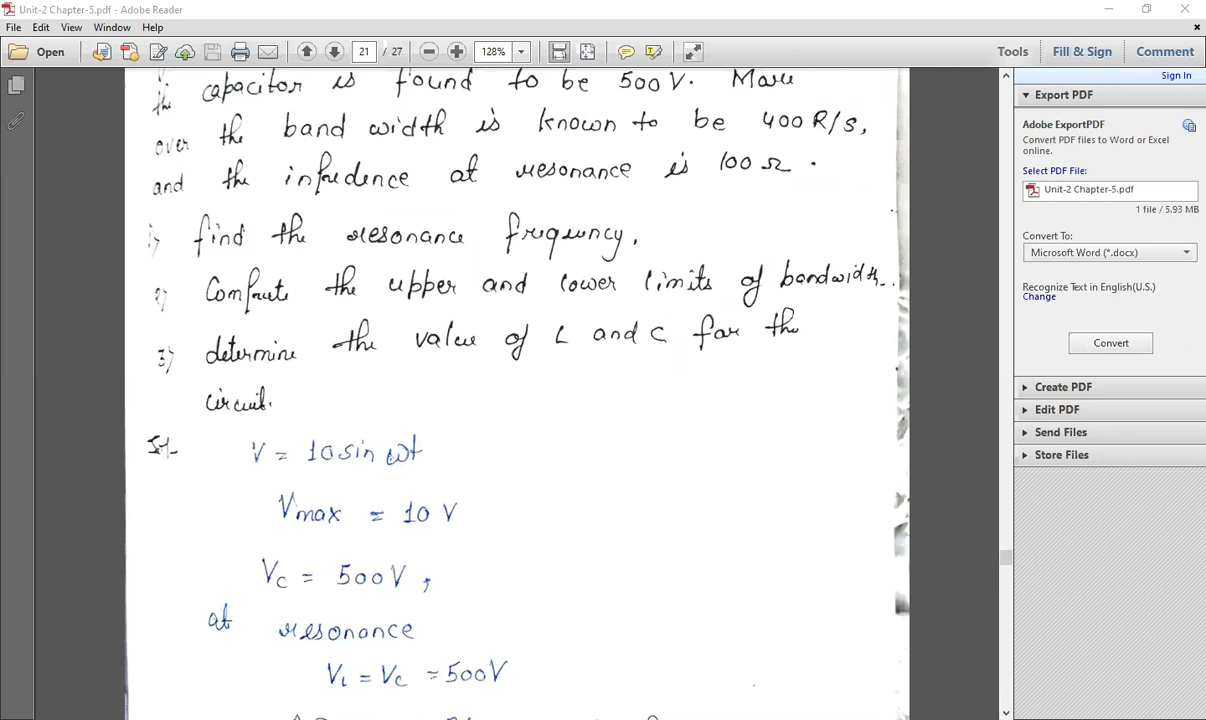 Unit-2 Chapter-5.pdf - Adobe Reader
File Edit View Window Help
Open 21 / 27 128% Tools Fill & Sign Comment
Sign In
Export PDF
Adobe ExportPDF
Convert PDF files to Word or Excel
online.
Select PDF File:
Unit-2 Chapter-5.pdf
1 file / 5.93 MB
Convert To:
Microsoft Word (*.docx)
Recognize Text in English(U.S.)
Change
Convert
Create PDF
Edit PDF
Send Files
Store Files
the capacitor is found to be 500 V. More
over the band width is known to be 400 R/s,
and the impedence at resonance is 100 Ω.
1) find the resonance frequency.
2) Compute the upper and lower limits of bandwidth.
3) determine the value of L and C for the
circuit.
V = 10 sin ωt
Vmax = 10 V
VC = 500V,
at resonance
VL = VC = 500V